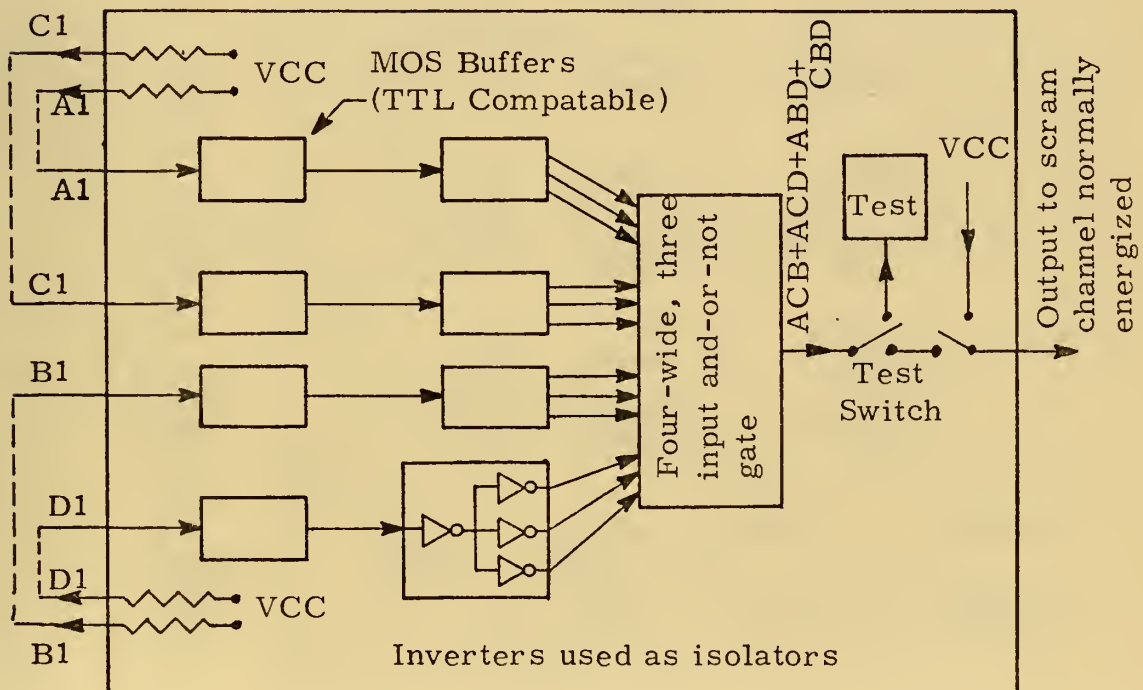 C1
VCC
A1
MOS Buffers
(TTL Compatable)
A1
C1
B1
D1
D1
VCC
B1
Four-wide, three
input and-or-not
gate
ACB+ACD+ABD+
CBD
Test
VCC
Test
Switch
Output to scram
channel normally
energized
Inverters used as isolators